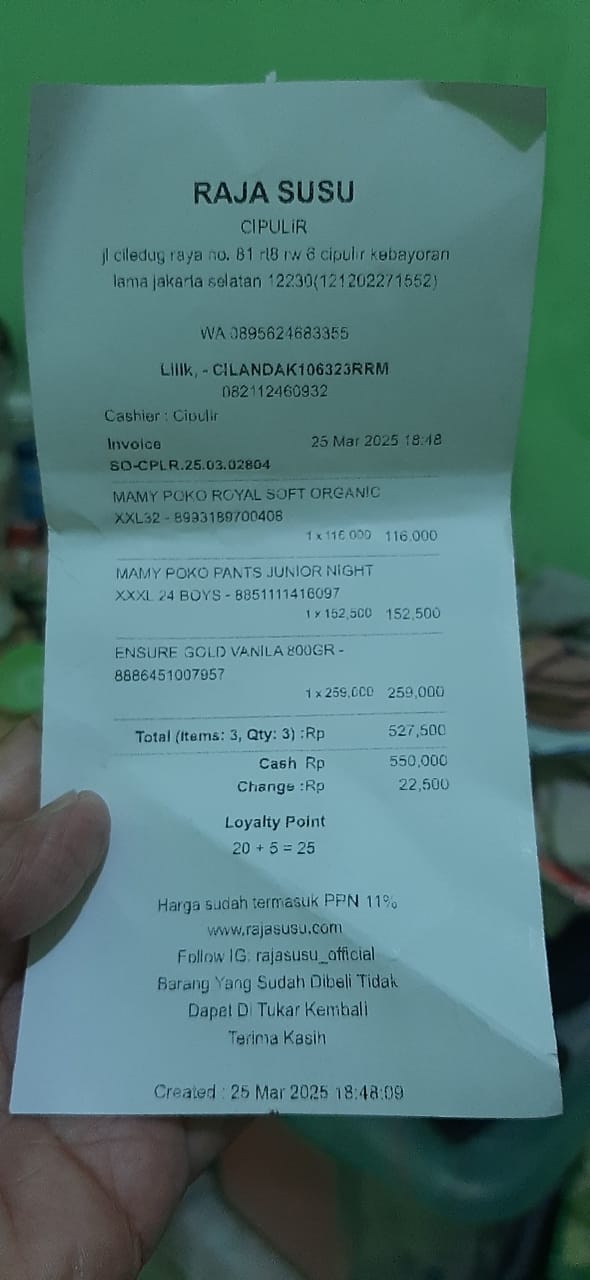 RAJA SUSU
CIPULIR
jl ciledug raya no. 81 rt8 rw 6 cipulir kebayoran
lama jakarta selatan 12230(121202271552)
WA 0895624683355
Lilik, - CILANDAK106323RRM
082112460932
Cashier : Cipulir
Invoice 25 Mar 2025 18:48
SO-CPLR.25.03.02804
MAMY POKO ROYAL SOFT ORGANIC
XXL32 - 8993189700408
1 x 116,000 116,000
MAMY POKO PANTS JUNIOR NIGHT
XXXL 24 BOYS - 8851111416097
1 x 152,500 152,500
ENSURE GOLD VANILA 800GR -
8886451007957
1 x 259,000 259,000
Total (Items: 3, Qty: 3) :Rp 527,500
Cash Rp 550,000
Change :Rp 22,500
Loyalty Point
20 + 5 = 25
Harga sudah termasuk PPN 11%
www.rajasusu.com
Follow IG: rajasusu_official
Barang Yang Sudah Dibeli Tidak
Dapat Di Tukar Kembali
Terima Kasih
Created : 25 Mar 2025 18:48:09